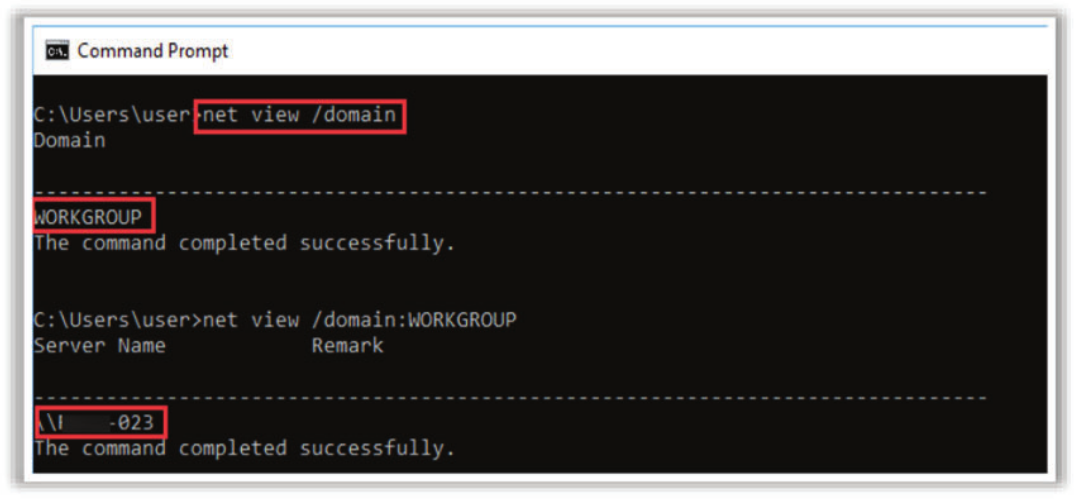 Command Prompt
C:\Users\user>net view /domain
Domain
-------------------------------------------------------------------------------
WORKGROUP
The command completed successfully.
C:\Users\user>net view /domain:WORKGROUP
Server Name Remark
-------------------------------------------------------------------------------
\\ -023
The command completed successfully.